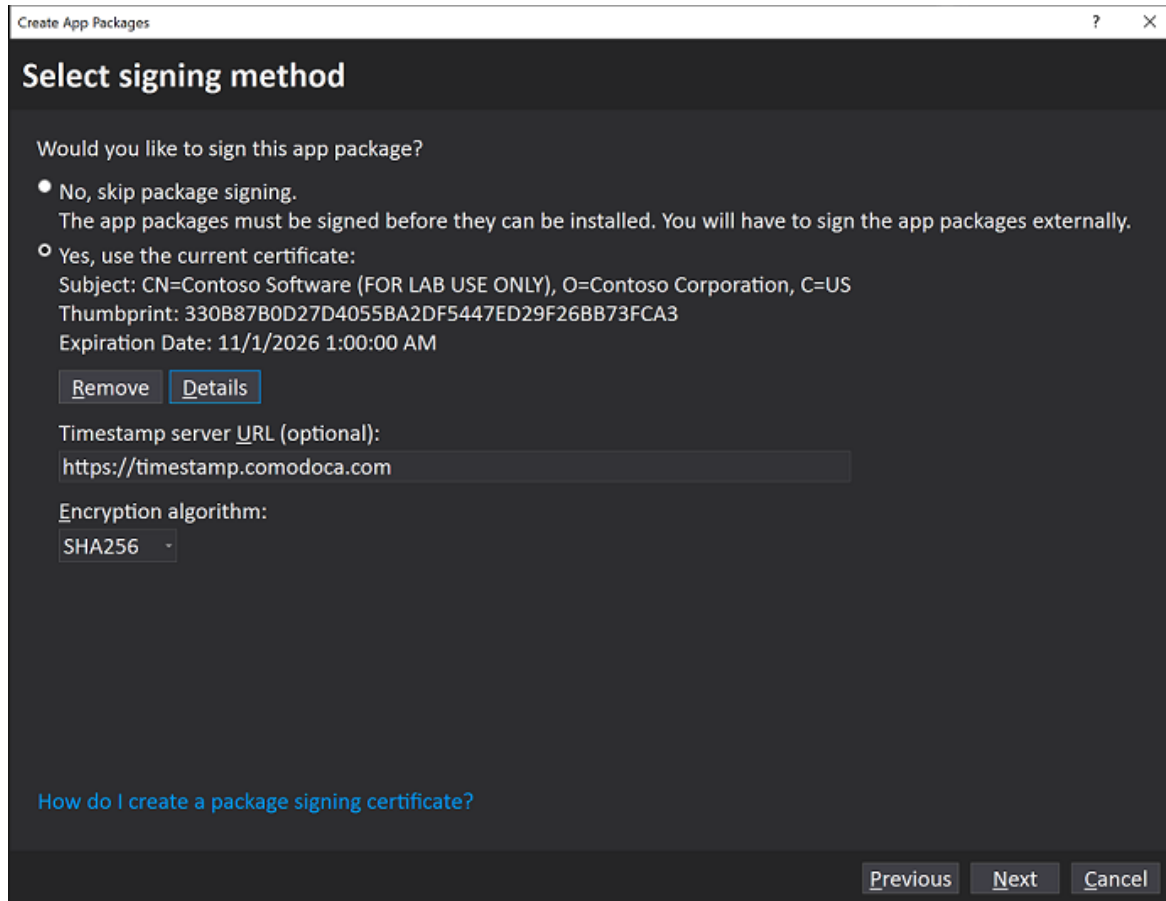 Create App Packages
?
Select signing method
Would you like to sign this app package?
No, skip package signing.
The app packages must be signed before they can be installed. You will have to sign the app packages externally.
Yes, use the current certificate:
Subject: CN=Contoso Software (FOR LAB USE ONLY), O=Contoso Corporation, C=US
Thumbprint: 330B87B0D27D4055BA2DF5447ED29F26BB73FCA3
Expiration Date: 11/1/2026 1:00:00 AM
Remove Details
Timestamp server URL (optional):
https://timestamp.comodoca.com
Encryption algorithm:
SHA256
How do I create a package signing certificate?
Previous Next Cancel